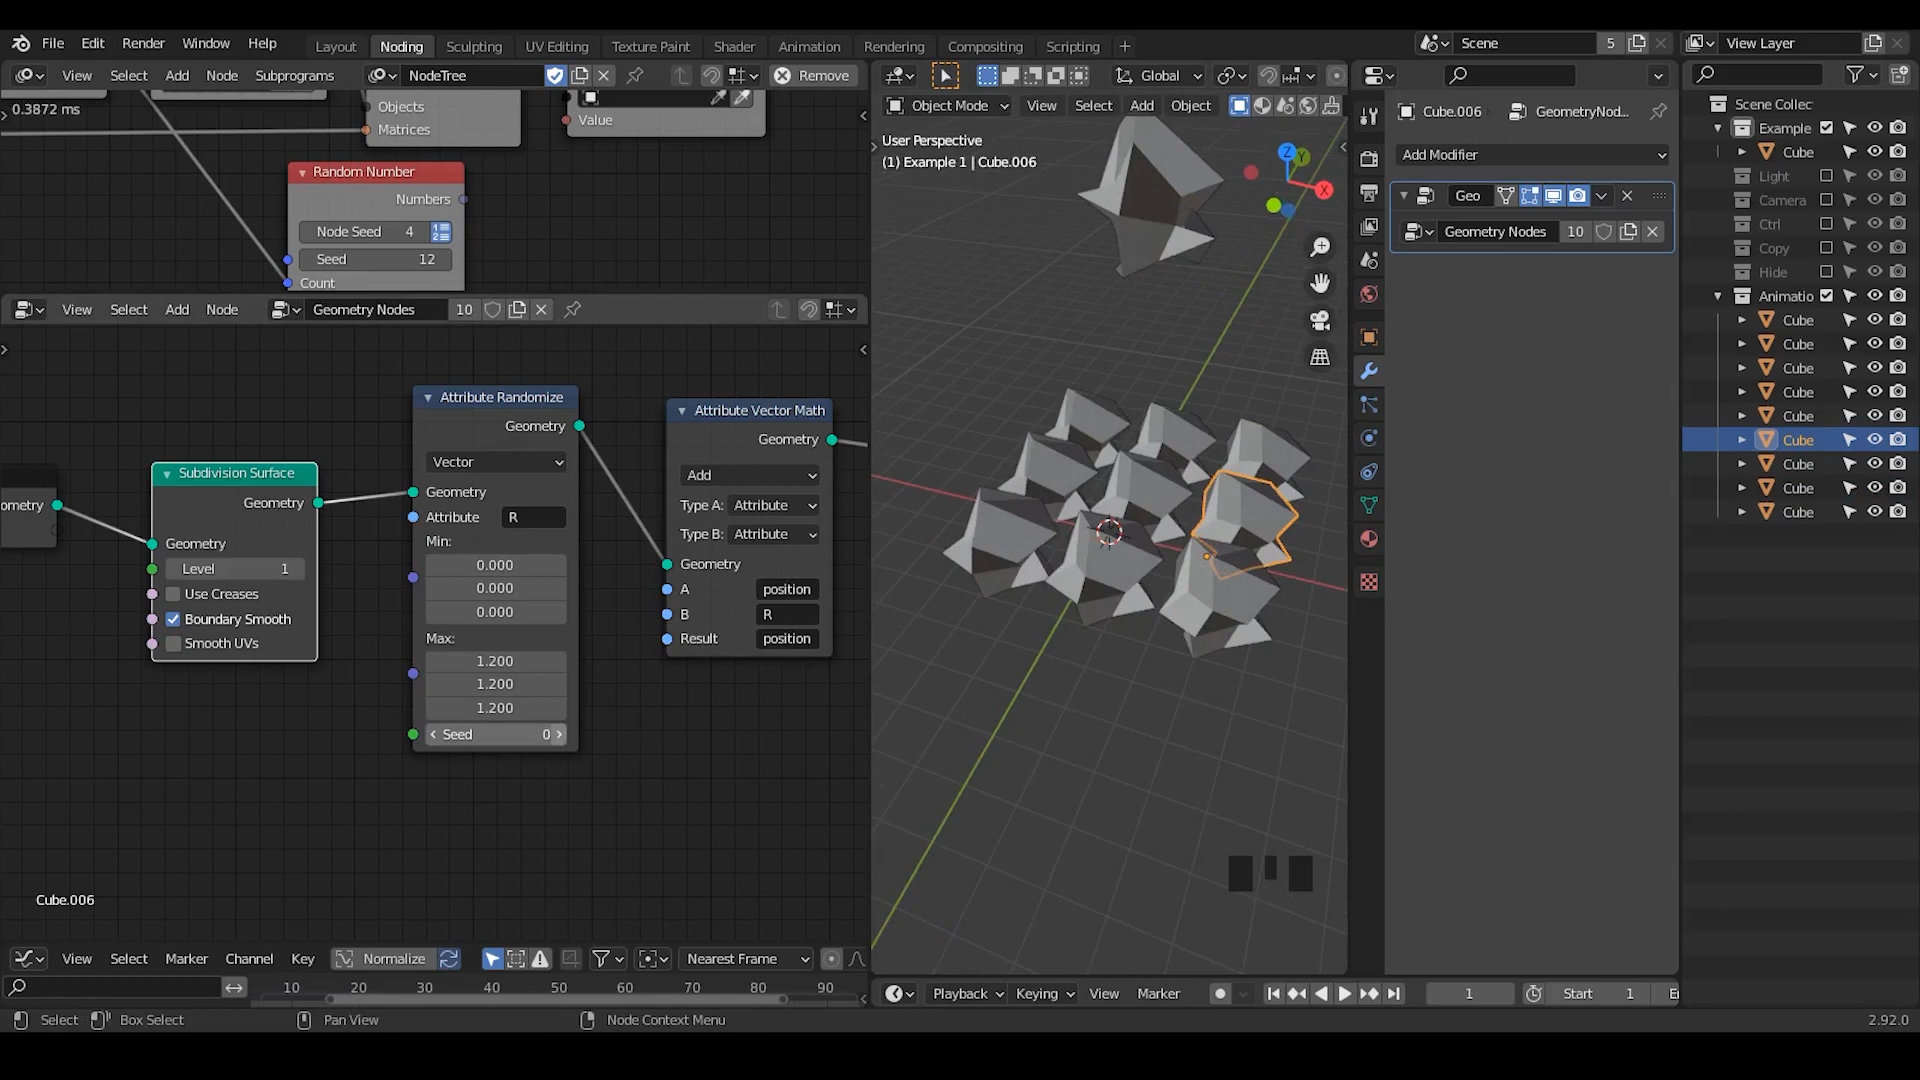 File Edit Render Window Help
Layout Noding Sculpting UV Editing Texture Paint Shader Animation Rendering Compositing Scripting +
Scene 5
View Layer
View Select Add Node Subprograms
NodeTree
Remove
0.3872 ms
Objects
Matrices
Value
Random Number
Numbers
Node Seed 4
Seed 12
Count
View Select Add Node
Geometry Nodes 10
ometry
Subdivision Surface
Geometry
Geometry
Level 1
Use Creases
Boundary Smooth
Smooth UVs
Attribute Randomize
Geometry
Vector
Geometry
Attribute R
Min:
0.000
0.000
0.000
Max:
1.200
1.200
1.200
Seed 0
Attribute Vector Math
Geometry
Add
Type A: Attribute
Type B: Attribute
Geometry
A position
B R
Result position
Cube.006
Global
Object Mode View Select Add Object
User Perspective
(1) Example 1 | Cube.006
Z
Y
X
Cube.006 GeometryNod...
Add Modifier
Geo
Geometry Nodes 10
Scene Collec
Example
Cube
Light
Camera
Ctrl
Copy
Hide
Animatio
Cube
Cube
Cube
Cube
Cube
Cube
Cube
Cube
Cube
View Select Marker Channel Key Normalize Nearest Frame
10 20 30 40 50 60 70 80 90
Playback Keying View Marker
1
Start 1
Select Box Select Pan View Node Context Menu
2.92.0